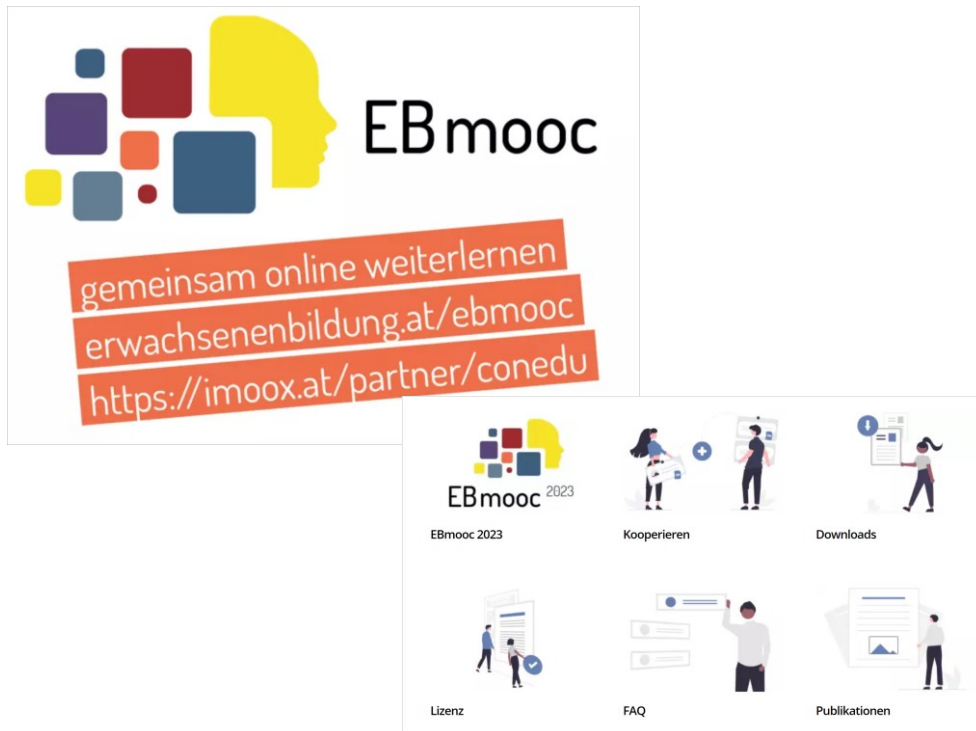 EBmooc
gemeinsam online weiterlernen
erwachsenenbildung.at/ebmooc
https://imoox.at/partner/conedu
EBmooc 2023
EBmooc 2023
Kooperieren
Downloads
Lizenz
FAQ
Publikationen